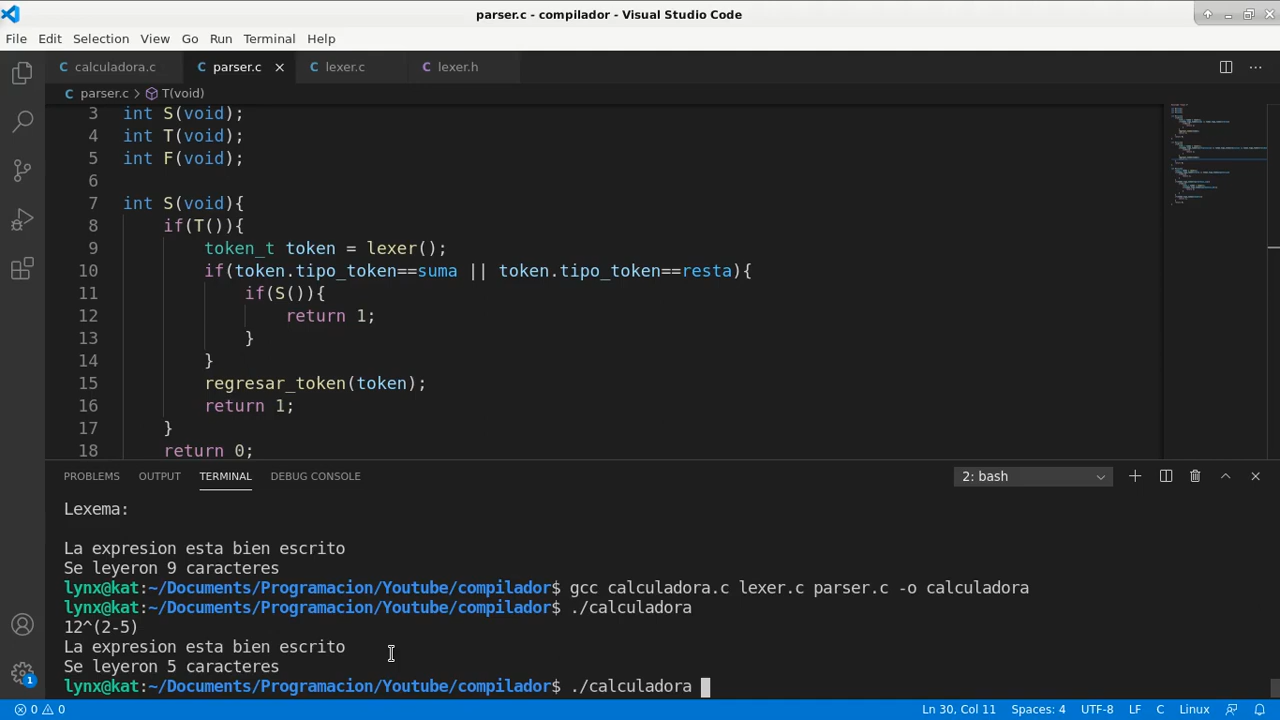 parser.c - compilador - Visual Studio Code
File Edit Selection View Go Run Terminal Help
calculadora.c parser.c lexer.c lexer.h
parser.c > T(void)
3 int S(void);
4 int T(void);
5 int F(void);
6
7 int S(void){
8 if(T()){
9 token_t token = lexer();
10 if(token.tipo_token==suma || token.tipo_token==resta){
11 if(S()){
12 return 1;
13 }
14 }
15 regresar_token(token);
16 return 1;
17 }
18 return 0;
PROBLEMS OUTPUT TERMINAL DEBUG CONSOLE 2: bash
Lexema:
La expresion esta bien escrito
Se leyeron 9 caracteres
lynx@kat:~/Documents/Programacion/Youtube/compilador$ gcc calculadora.c lexer.c parser.c -o calculadora
lynx@kat:~/Documents/Programacion/Youtube/compilador$ ./calculadora
12^(2-5)
La expresion esta bien escrito
Se leyeron 5 caracteres
lynx@kat:~/Documents/Programacion/Youtube/compilador$ ./calculadora
1
0 0 Ln 30, Col 11 Spaces: 4 UTF-8 LF C Linux